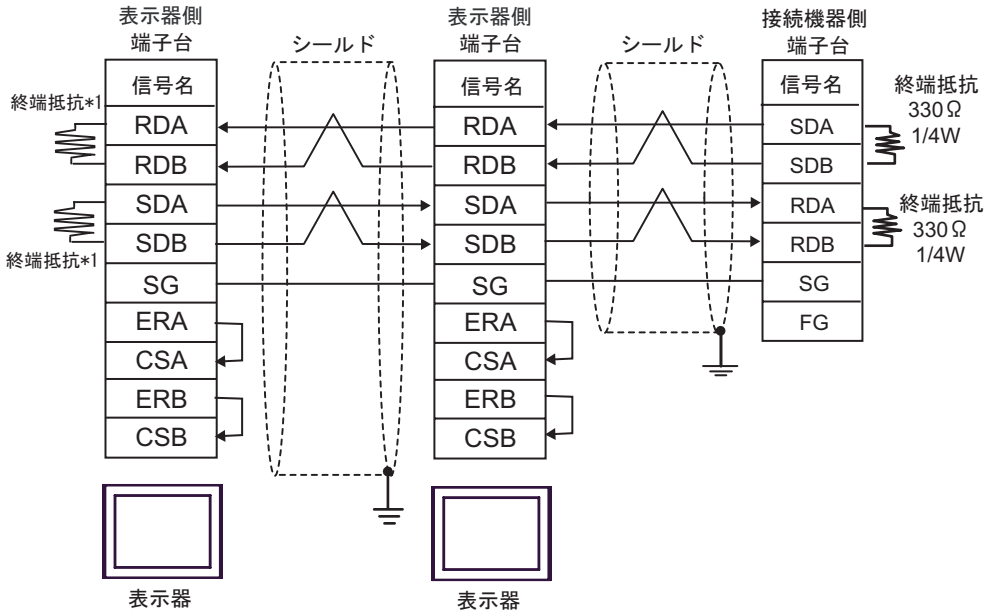 表示器側
端子台
シールド
表示器側
端子台
シールド
接続機器側
端子台
終端抵抗*1
終端抵抗*1
信号名
RDA
RDB
SDA
SDB
SG
ERA
CSA
ERB
CSB
信号名
RDA
RDB
SDA
SDB
SG
ERA
CSA
ERB
CSB
信号名
SDA
SDB
RDA
RDB
SG
FG
終端抵抗
330Ω
1/4W
終端抵抗
330Ω
1/4W
表示器
表示器